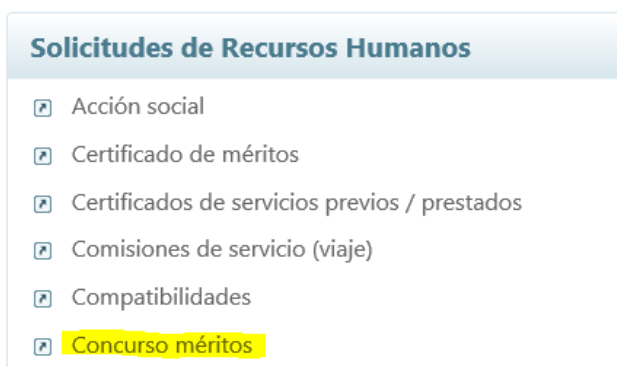 Solicitudes de Recursos Humanos
Acción social
Certificado de méritos
Certificados de servicios previos / prestados
Comisiones de servicio (viaje)
Compatibilidades
Concurso méritos